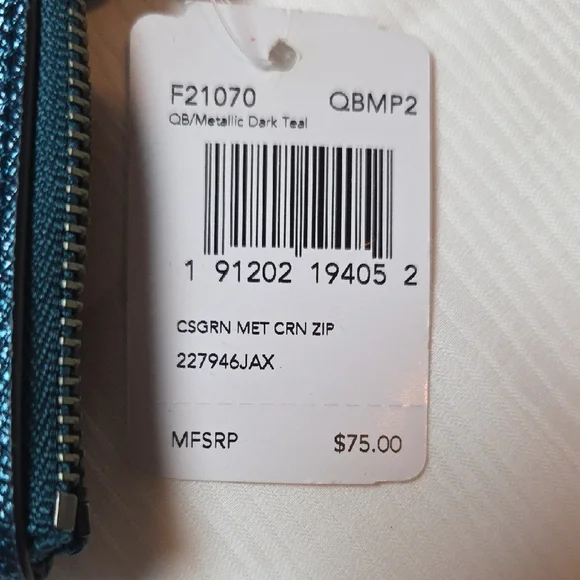 F21070 QBMP2
QB/Metallic Dark Teal
1 91202 19405 2
CSGRN MET CRN ZIP
227946JAX
MFSRP $75.00